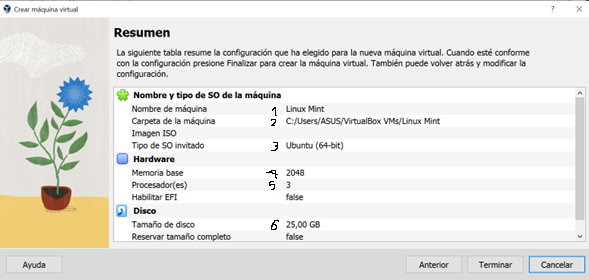 Crear máquina virtual
Resumen
La siguiente tabla resume la configuración que ha elegido para la nueva máquina virtual. Cuando esté conforme
con la configuración presione Finalizar para crear la máquina virtual. También puede volver atrás y modificar la
configuración.
Nombre y tipo de SO de la máquina
Nombre de máquina 1 Linux Mint
Carpeta de la máquina 2 C:/Users/ASUS/VirtualBox VMs/Linux Mint
Imagen ISO
Tipo de SO invitado 3 Ubuntu (64-bit)
Hardware
Memoria base 4 2048
Procesador(es) 5 3
Habilitar EFI false
Disco
Tamaño de disco 6 25,00 GB
Reservar tamaño completo false
Ayuda Anterior Terminar Cancelar